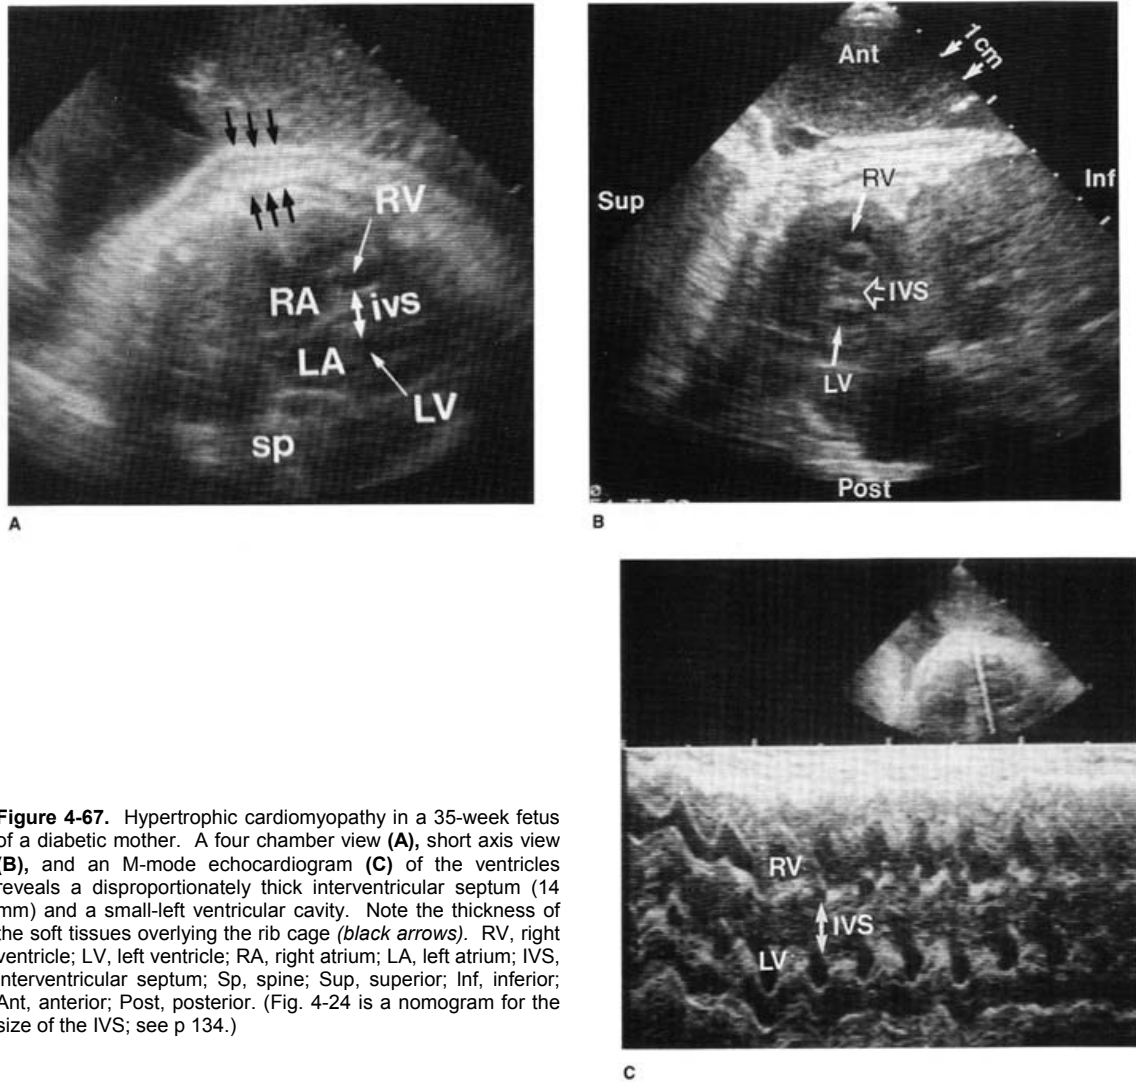 RV
RA
ivs
LA
LV
sp
A
Ant
1cm
RV
Sup
Inf
IVS
LV
Post
B
RV
IVS
LV
C
Figure 4-67. Hypertrophic cardiomyopathy in a 35-week fetus
of a diabetic mother. A four chamber view (A), short axis view
(B), and an M-mode echocardiogram (C) of the ventricles
reveals a disproportionately thick interventricular septum (14
mm) and a small-left ventricular cavity. Note the thickness of
the soft tissues overlying the rib cage (black arrows). RV, right
ventricle; LV, left ventricle; RA, right atrium; LA, left atrium; IVS,
interventricular septum; Sp, spine; Sup, superior; Inf, inferior;
Ant, anterior; Post, posterior. (Fig. 4-24 is a nomogram for the
size of the IVS; see p 134.)